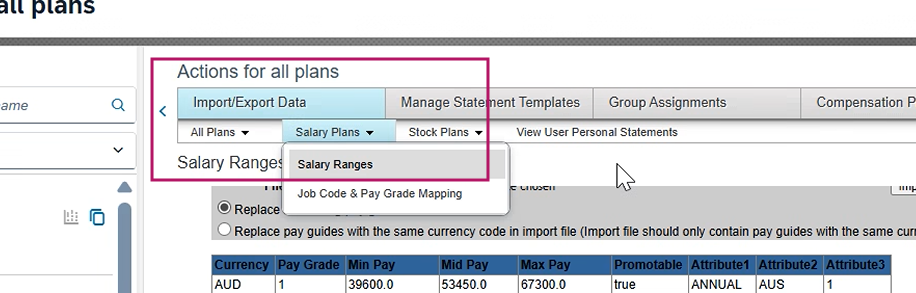 all plans
Actions for all plans
ame
Import/Export Data Manage Statement Templates Group Assignments Compensation P
All Plans Salary Plans Stock Plans View User Personal Statements
Salary Ranges
Salary Ranges
Job Code & Pay Grade Mapping
chosen
Replace
Replace pay guides with the same currency code in import file (Import file should only contain pay guides with the same curr
Currency Pay Grade Min Pay Mid Pay Max Pay Promotable Attribute1 Attribute2 Attribute3
AUD 1 39600.0 53450.0 67300.0 true ANNUAL AUS 1